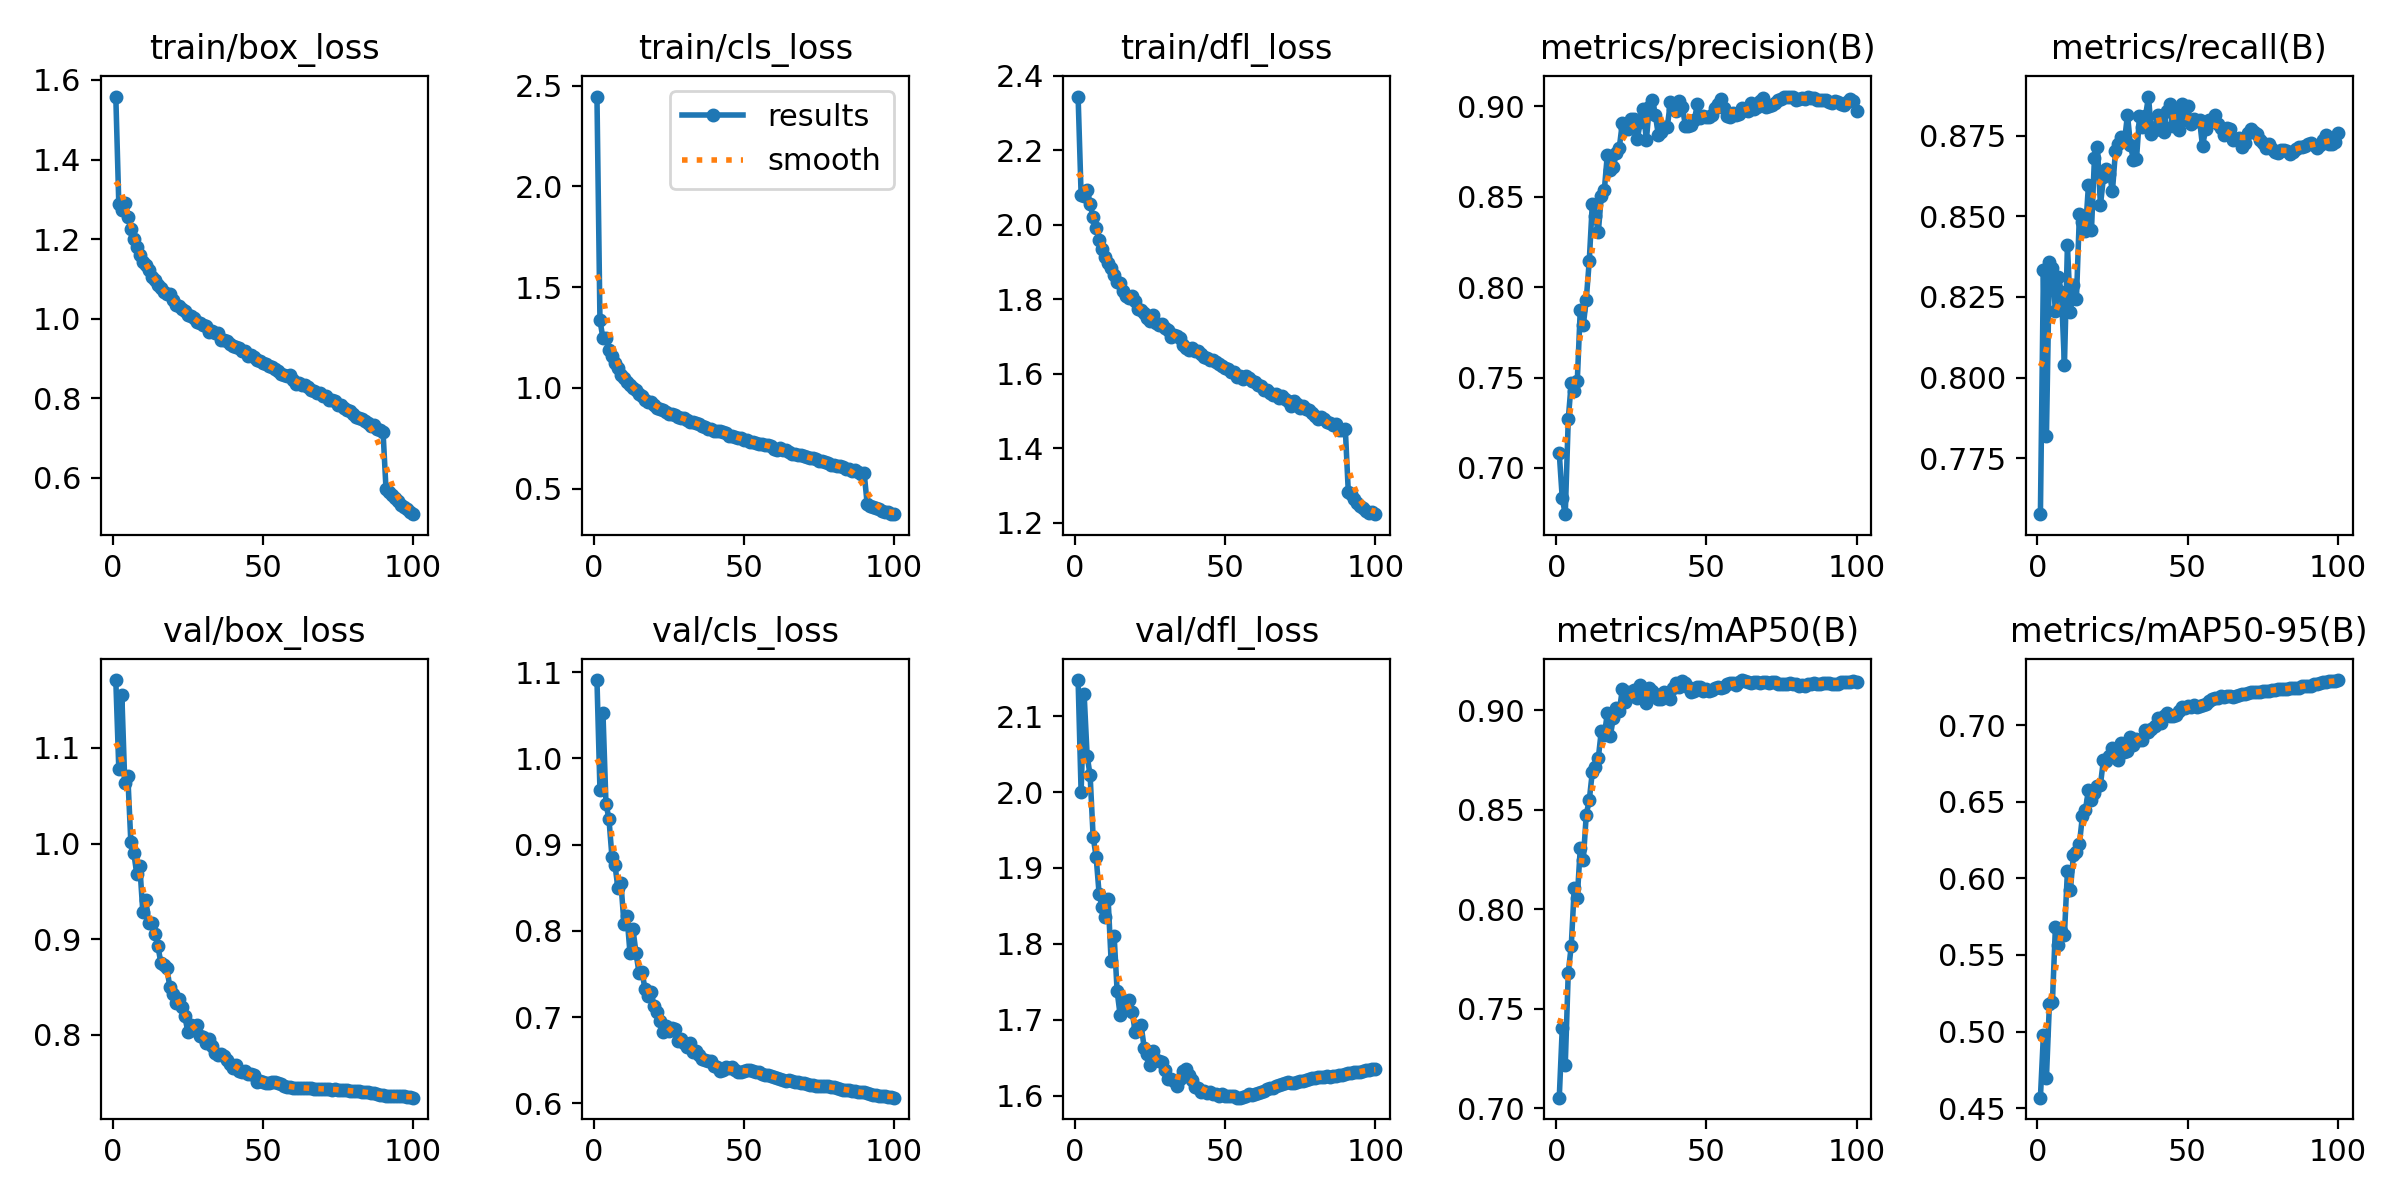 train/box_loss
1.6
1.4
1.2
1.0
0.8
0.6
0 50 100
train/cls_loss
results
smooth
2.5
2.0
1.5
1.0
0.5
0 50 100
train/dfl_loss
2.4
2.2
2.0
1.8
1.6
1.4
1.2
0 50 100
metrics/precision(B)
0.90
0.85
0.80
0.75
0.70
0 50 100
metrics/recall(B)
0.875
0.850
0.825
0.800
0.775
0 50 100
val/box_loss
1.1
1.0
0.9
0.8
0 50 100
val/cls_loss
1.1
1.0
0.9
0.8
0.7
0.6
0 50 100
val/dfl_loss
2.1
2.0
1.9
1.8
1.7
1.6
0 50 100
metrics/mAP50(B)
0.90
0.85
0.80
0.75
0.70
0 50 100
metrics/mAP50-95(B)
0.70
0.65
0.60
0.55
0.50
0.45
0 50 100